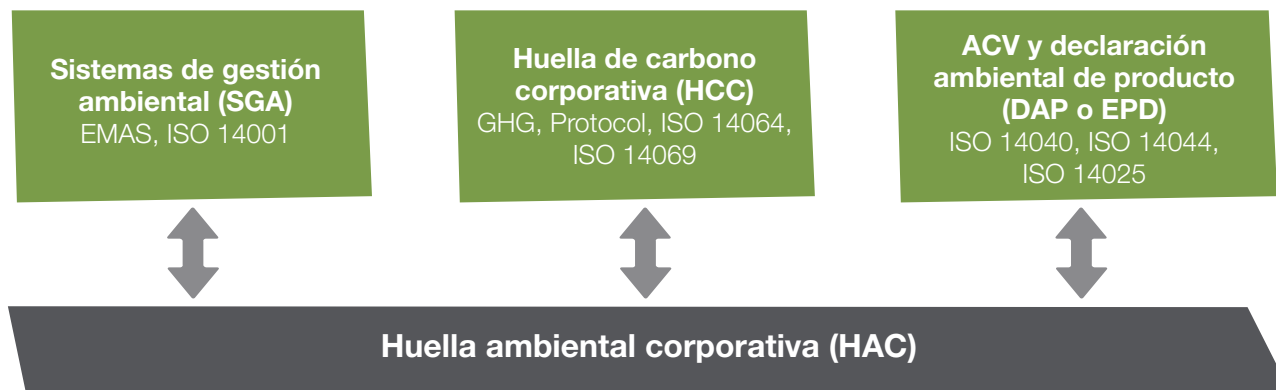 Sistemas de gestión
ambiental (SGA)
EMAS, ISO 14001
Huella de carbono
corporativa (HCC)
GHG, Protocol, ISO 14064,
ISO 14069
ACV y declaración
ambiental de producto
(DAP o EPD)
ISO 14040, ISO 14044,
ISO 14025
Huella ambiental corporativa (HAC)